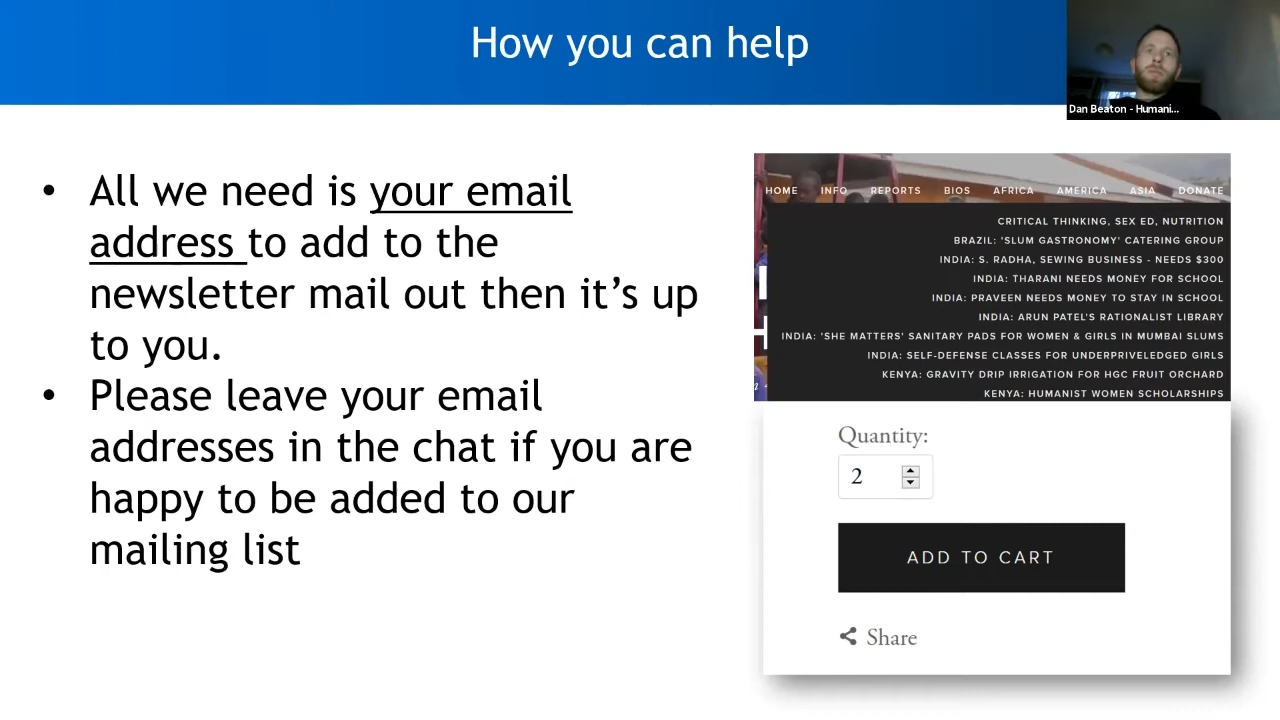 How you can help
Dan Beaton - Humani...
• All we need is your email
address to add to the
newsletter mail out then it’s up
to you.
• Please leave your email
addresses in the chat if you are
happy to be added to our
mailing list
HOME INFO REPORTS BIOS AFRICA AMERICA ASIA DONATE
CRITICAL THINKING, SEX ED, NUTRITION
BRAZIL: 'SLUM GASTRONOMY' CATERING GROUP
INDIA: S. RADHA, SEWING BUSINESS - NEEDS $300
INDIA: THARANI NEEDS MONEY FOR SCHOOL
INDIA: PRAVEEN NEEDS MONEY TO STAY IN SCHOOL
INDIA: ARUN PATEL'S RATIONALIST LIBRARY
INDIA: 'SHE MATTERS' SANITARY PADS FOR WOMEN & GIRLS IN MUMBAI SLUMS
INDIA: SELF-DEFENSE CLASSES FOR UNDERPRIVELEDGED GIRLS
KENYA: GRAVITY DRIP IRRIGATION FOR HGC FRUIT ORCHARD
KENYA: HUMANIST WOMEN SCHOLARSHIPS
Quantity:
2
ADD TO CART
Share